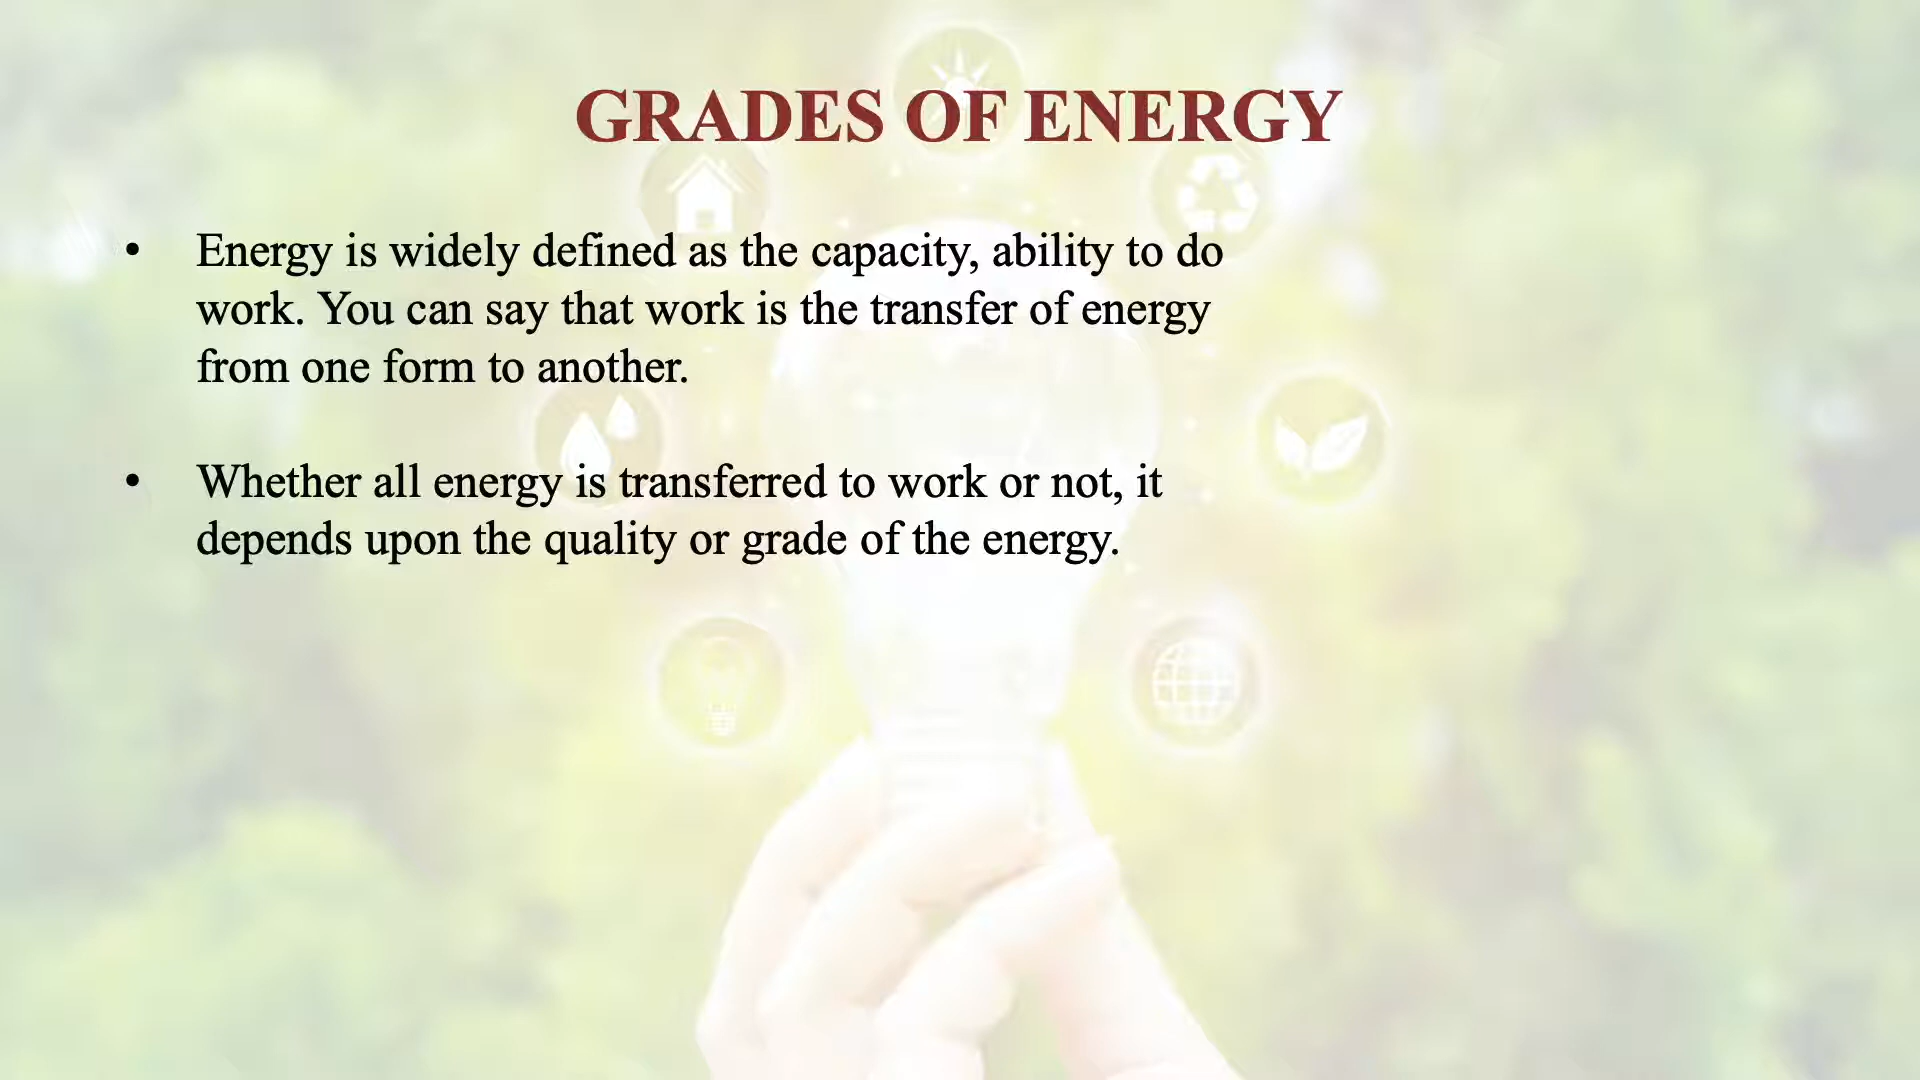 GRADES OF ENERGY
• Energy is widely defined as the capacity, ability to do
work. You can say that work is the transfer of energy
from one form to another.
• Whether all energy is transferred to work or not, it
depends upon the quality or grade of the energy.